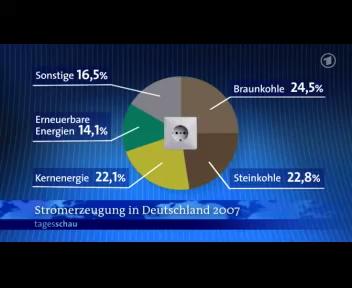 Sonstige 16,5%
Braunkohle 24,5%
Erneuerbare
Energien 14,1%
Kernenergie 22,1%
Steinkohle 22,8%
Stromerzeugung in Deutschland 2007
tagesschau